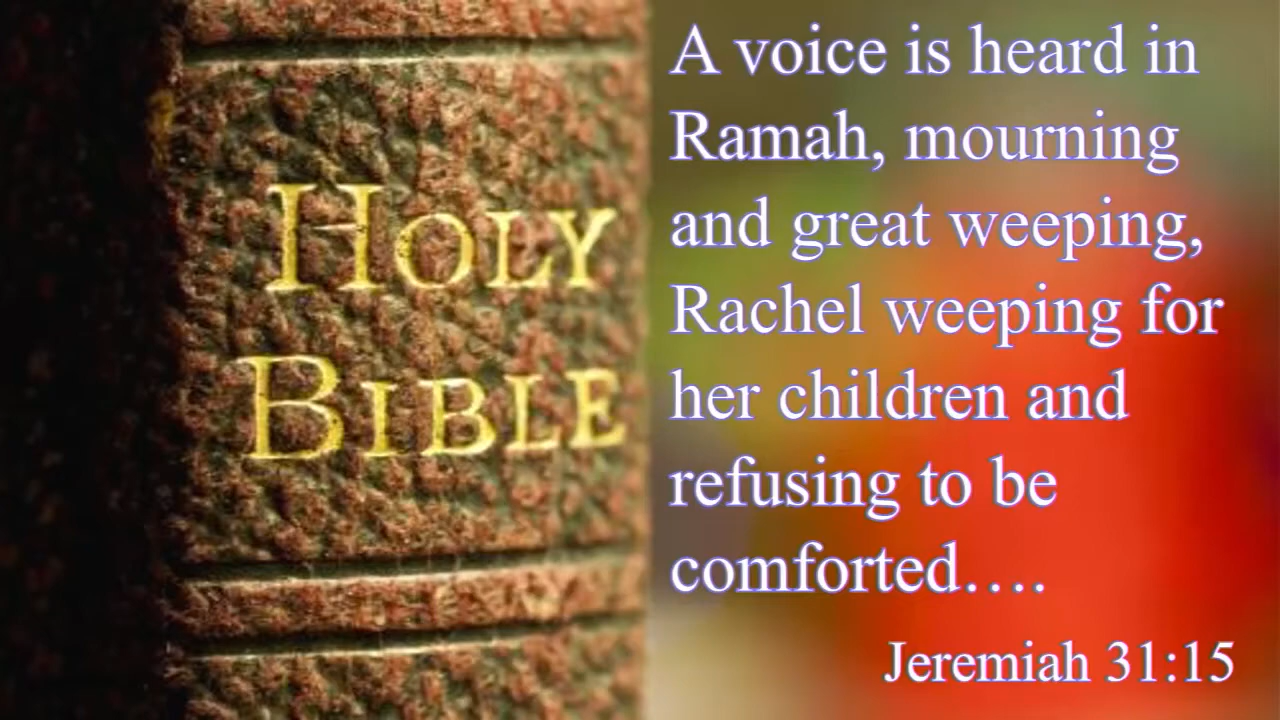 HOLY
BIBLE
A voice is heard in
Ramah, mourning
and great weeping,
Rachel weeping for
her children and
refusing to be
comforted….
Jeremiah 31:15